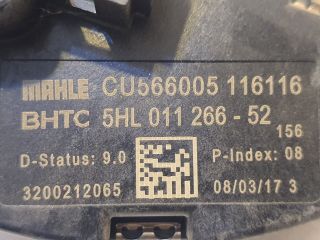 MAHLE CU566005 116116
BHTC 5HL 011 266 - 52
156
D-Status: 9.0 P-Index: 08
3200212065 08/03/17 3